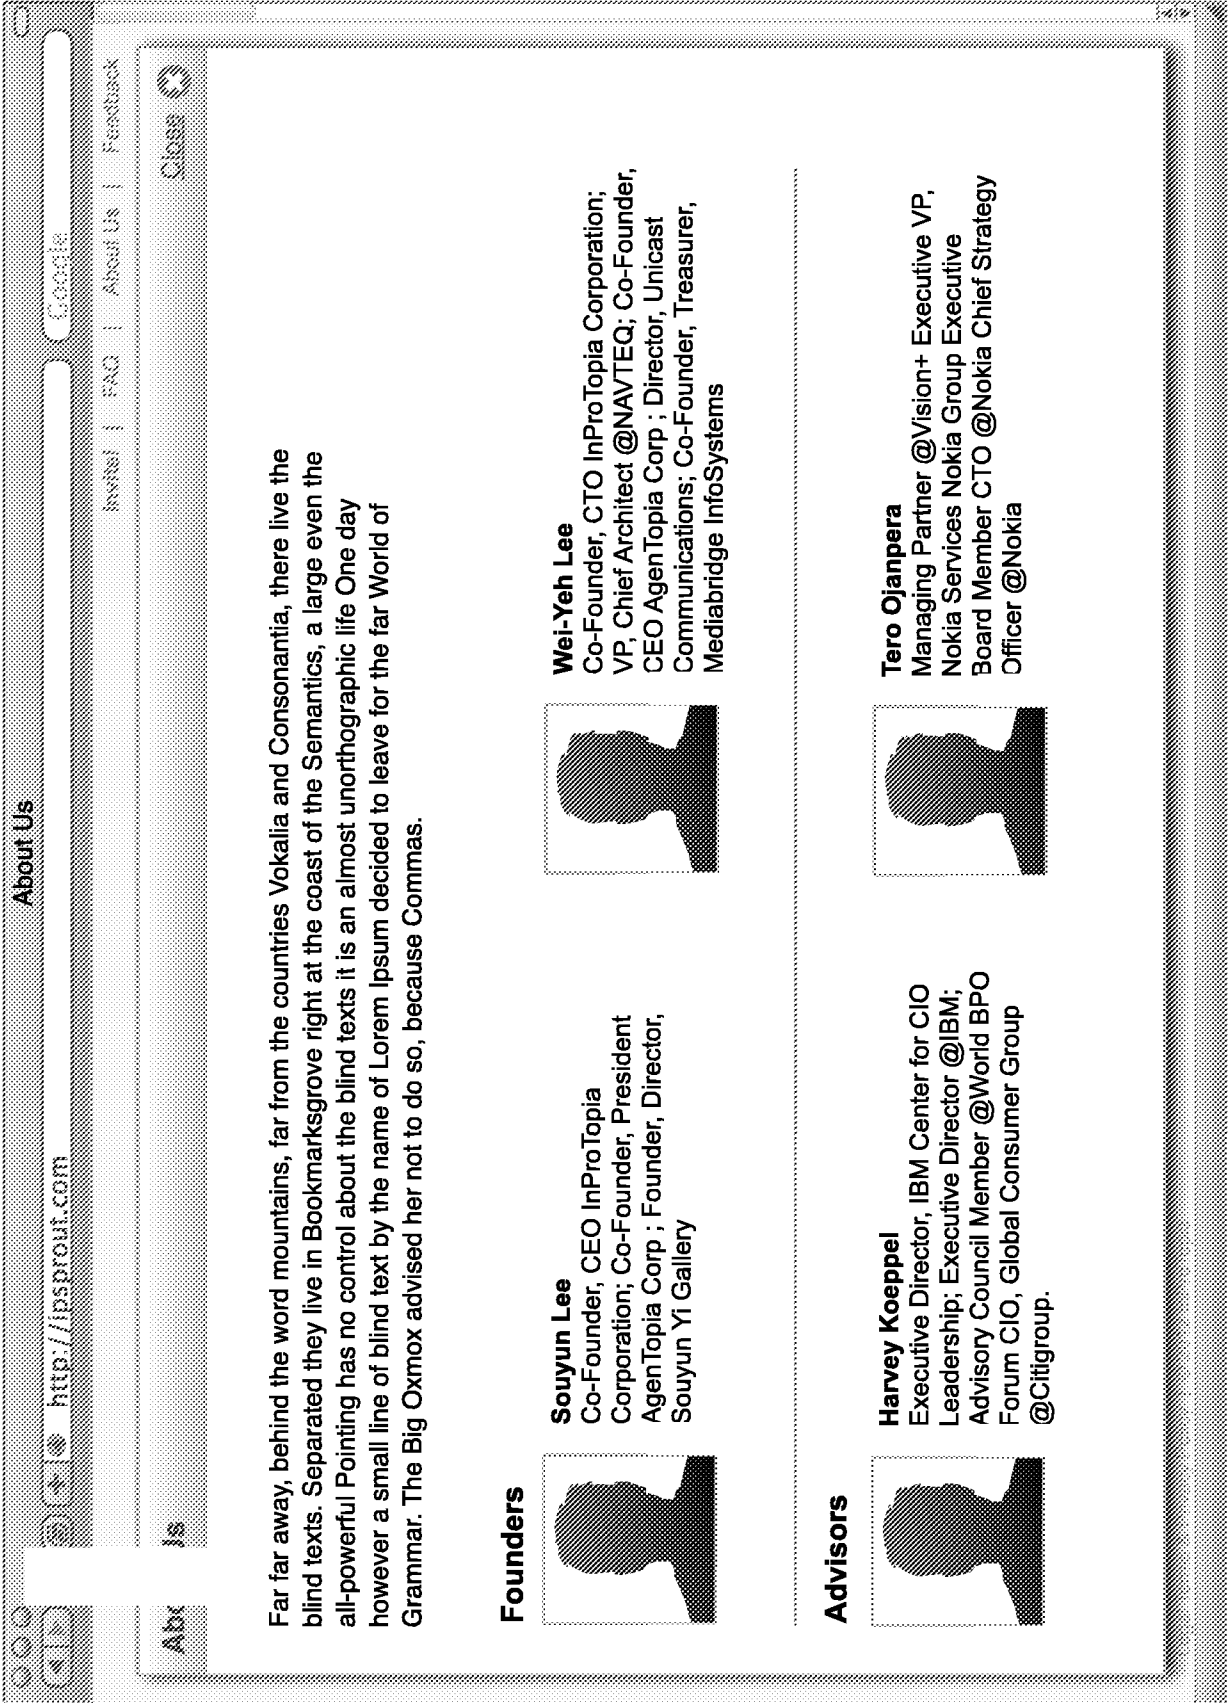 About Us
http://ipsprout.com
Google
Invite! | FAQ | About Us | Feedback
Close
Far far away, behind the word mountains, far from the countries Vokalia and Consonantia, there live the
blind texts. Separated they live in Bookmarksgrove right at the coast of the Semantics, a large even the
all-powerful Pointing has no control about the blind texts it is an almost unorthographic life One day
however a small line of blind text by the name of Lorem Ipsum decided to leave for the far World of
Grammar. The Big Oxmox advised her not to do so, because Commas.
Founders
Souyun Lee
Co-Founder, CEO InProTopia
Corporation; Co-Founder, President
AgenTopia Corp ; Founder, Director,
Souyun Yi Gallery
Wei-Yeh Lee
Co-Founder, CTO InProTopia Corporation;
VP, Chief Architect @NAVTEQ; Co-Founder,
CEO AgenTopia Corp ; Director, Unicast
Communications; Co-Founder, Treasurer,
Mediabridge InfoSystems
Advisors
Harvey Koeppel
Executive Director, IBM Center for CIO
Leadership; Executive Director @IBM;
Advisory Council Member @World BPO
Forum CIO, Global Consumer Group
@Citigroup.
Tero Ojanpera
Managing Partner @Vision+ Executive VP,
Nokia Services Nokia Group Executive
Board Member CTO @Nokia Chief Strategy
Officer @Nokia